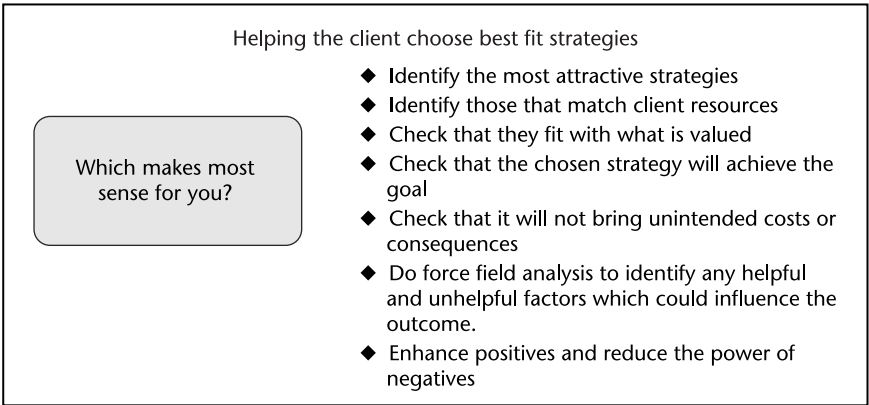 Helping the client choose best fit strategies
Which makes most
sense for you?
◆ Identify the most attractive strategies
◆ Identify those that match client resources
◆ Check that they fit with what is valued
◆ Check that the chosen strategy will achieve the
goal
◆ Check that it will not bring unintended costs or
consequences
◆ Do force field analysis to identify any helpful
and unhelpful factors which could influence the
outcome.
◆ Enhance positives and reduce the power of
negatives